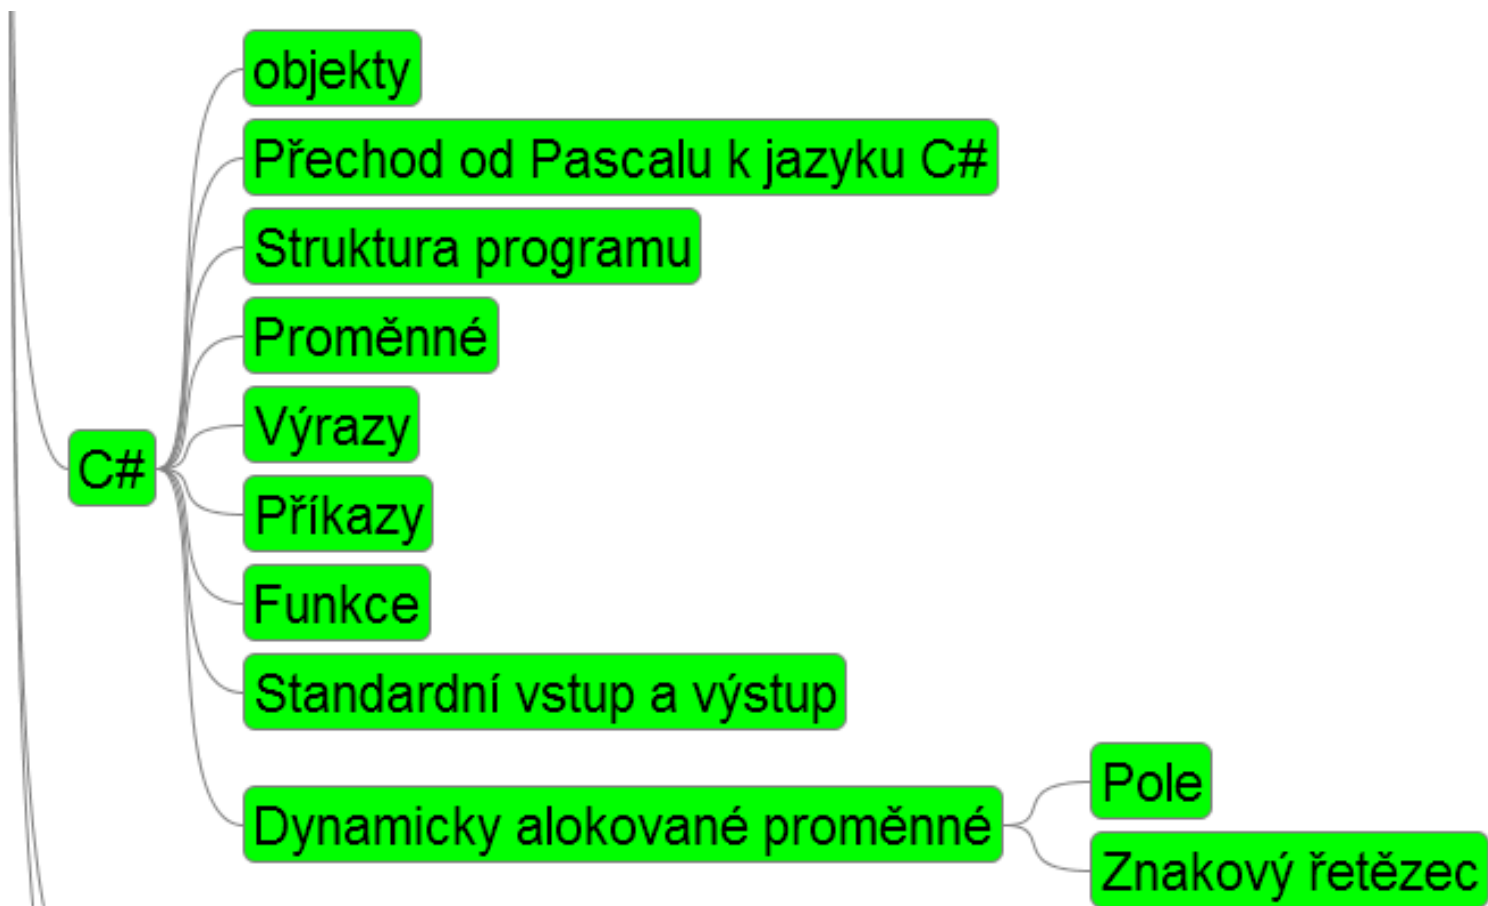 objekty
Přechod od Pascalu k jazyku C#
Struktura programu
Proměnné
Výrazy
C#
Příkazy
Funkce
Standardní vstup a výstup
Pole
Dynamicky alokované proměnné
Znakový řetězec